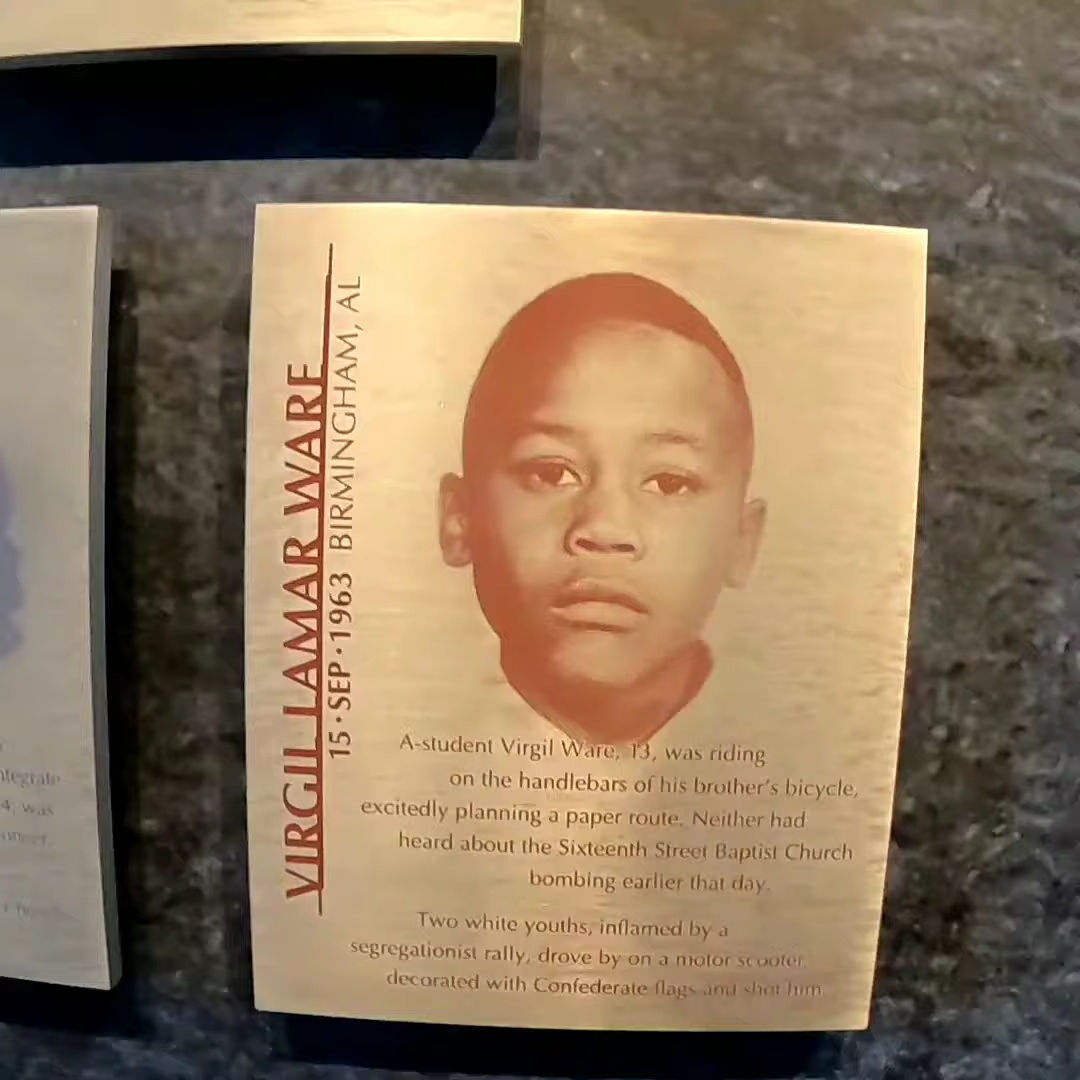 VIRGIL LAMAR WARE
15·SEP·1963 BIRMINGHAM, AL
A-student Virgil Ware, 13, was riding
on the handlebars of his brother's bicycle,
excitedly planning a paper route. Neither had
heard about the Sixteenth Street Baptist Church
bombing earlier that day.
Two white youths, inflamed by a
segregationist rally, drove by on a motor scooter
decorated with Confederate flags and shot him.
4, was